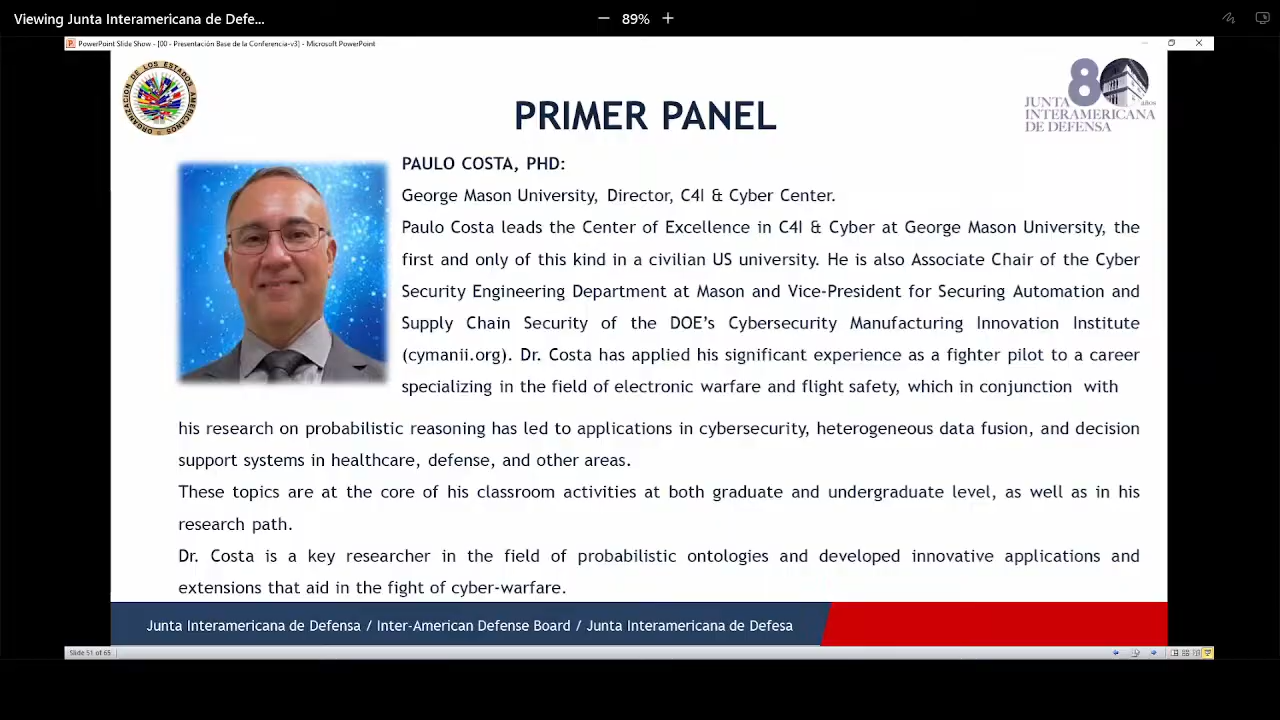 Viewing Junta Interamericana de Defe...
89%
PowerPoint Slide Show - [00 - Presentación Base de la Conferencia-v3] - Microsoft PowerPoint
ORGANIZACION DE LOS ESTADOS AMERICANOS
80
años
JUNTA
INTERAMERICANA
DE DEFENSA
PRIMER PANEL
PAULO COSTA, PHD:
George Mason University, Director, C4I & Cyber Center.
Paulo Costa leads the Center of Excellence in C4I & Cyber at George Mason University, the
first and only of this kind in a civilian US university. He is also Associate Chair of the Cyber
Security Engineering Department at Mason and Vice-President for Securing Automation and
Supply Chain Security of the DOE’s Cybersecurity Manufacturing Innovation Institute
(cymanii.org). Dr. Costa has applied his significant experience as a fighter pilot to a career
specializing in the field of electronic warfare and flight safety, which in conjunction with
his research on probabilistic reasoning has led to applications in cybersecurity, heterogeneous data fusion, and decision
support systems in healthcare, defense, and other areas.
These topics are at the core of his classroom activities at both graduate and undergraduate level, as well as in his
research path.
Dr. Costa is a key researcher in the field of probabilistic ontologies and developed innovative applications and
extensions that aid in the fight of cyber-warfare.
Junta Interamericana de Defensa / Inter-American Defense Board / Junta Interamericana de Defesa
Slide 51 of 65